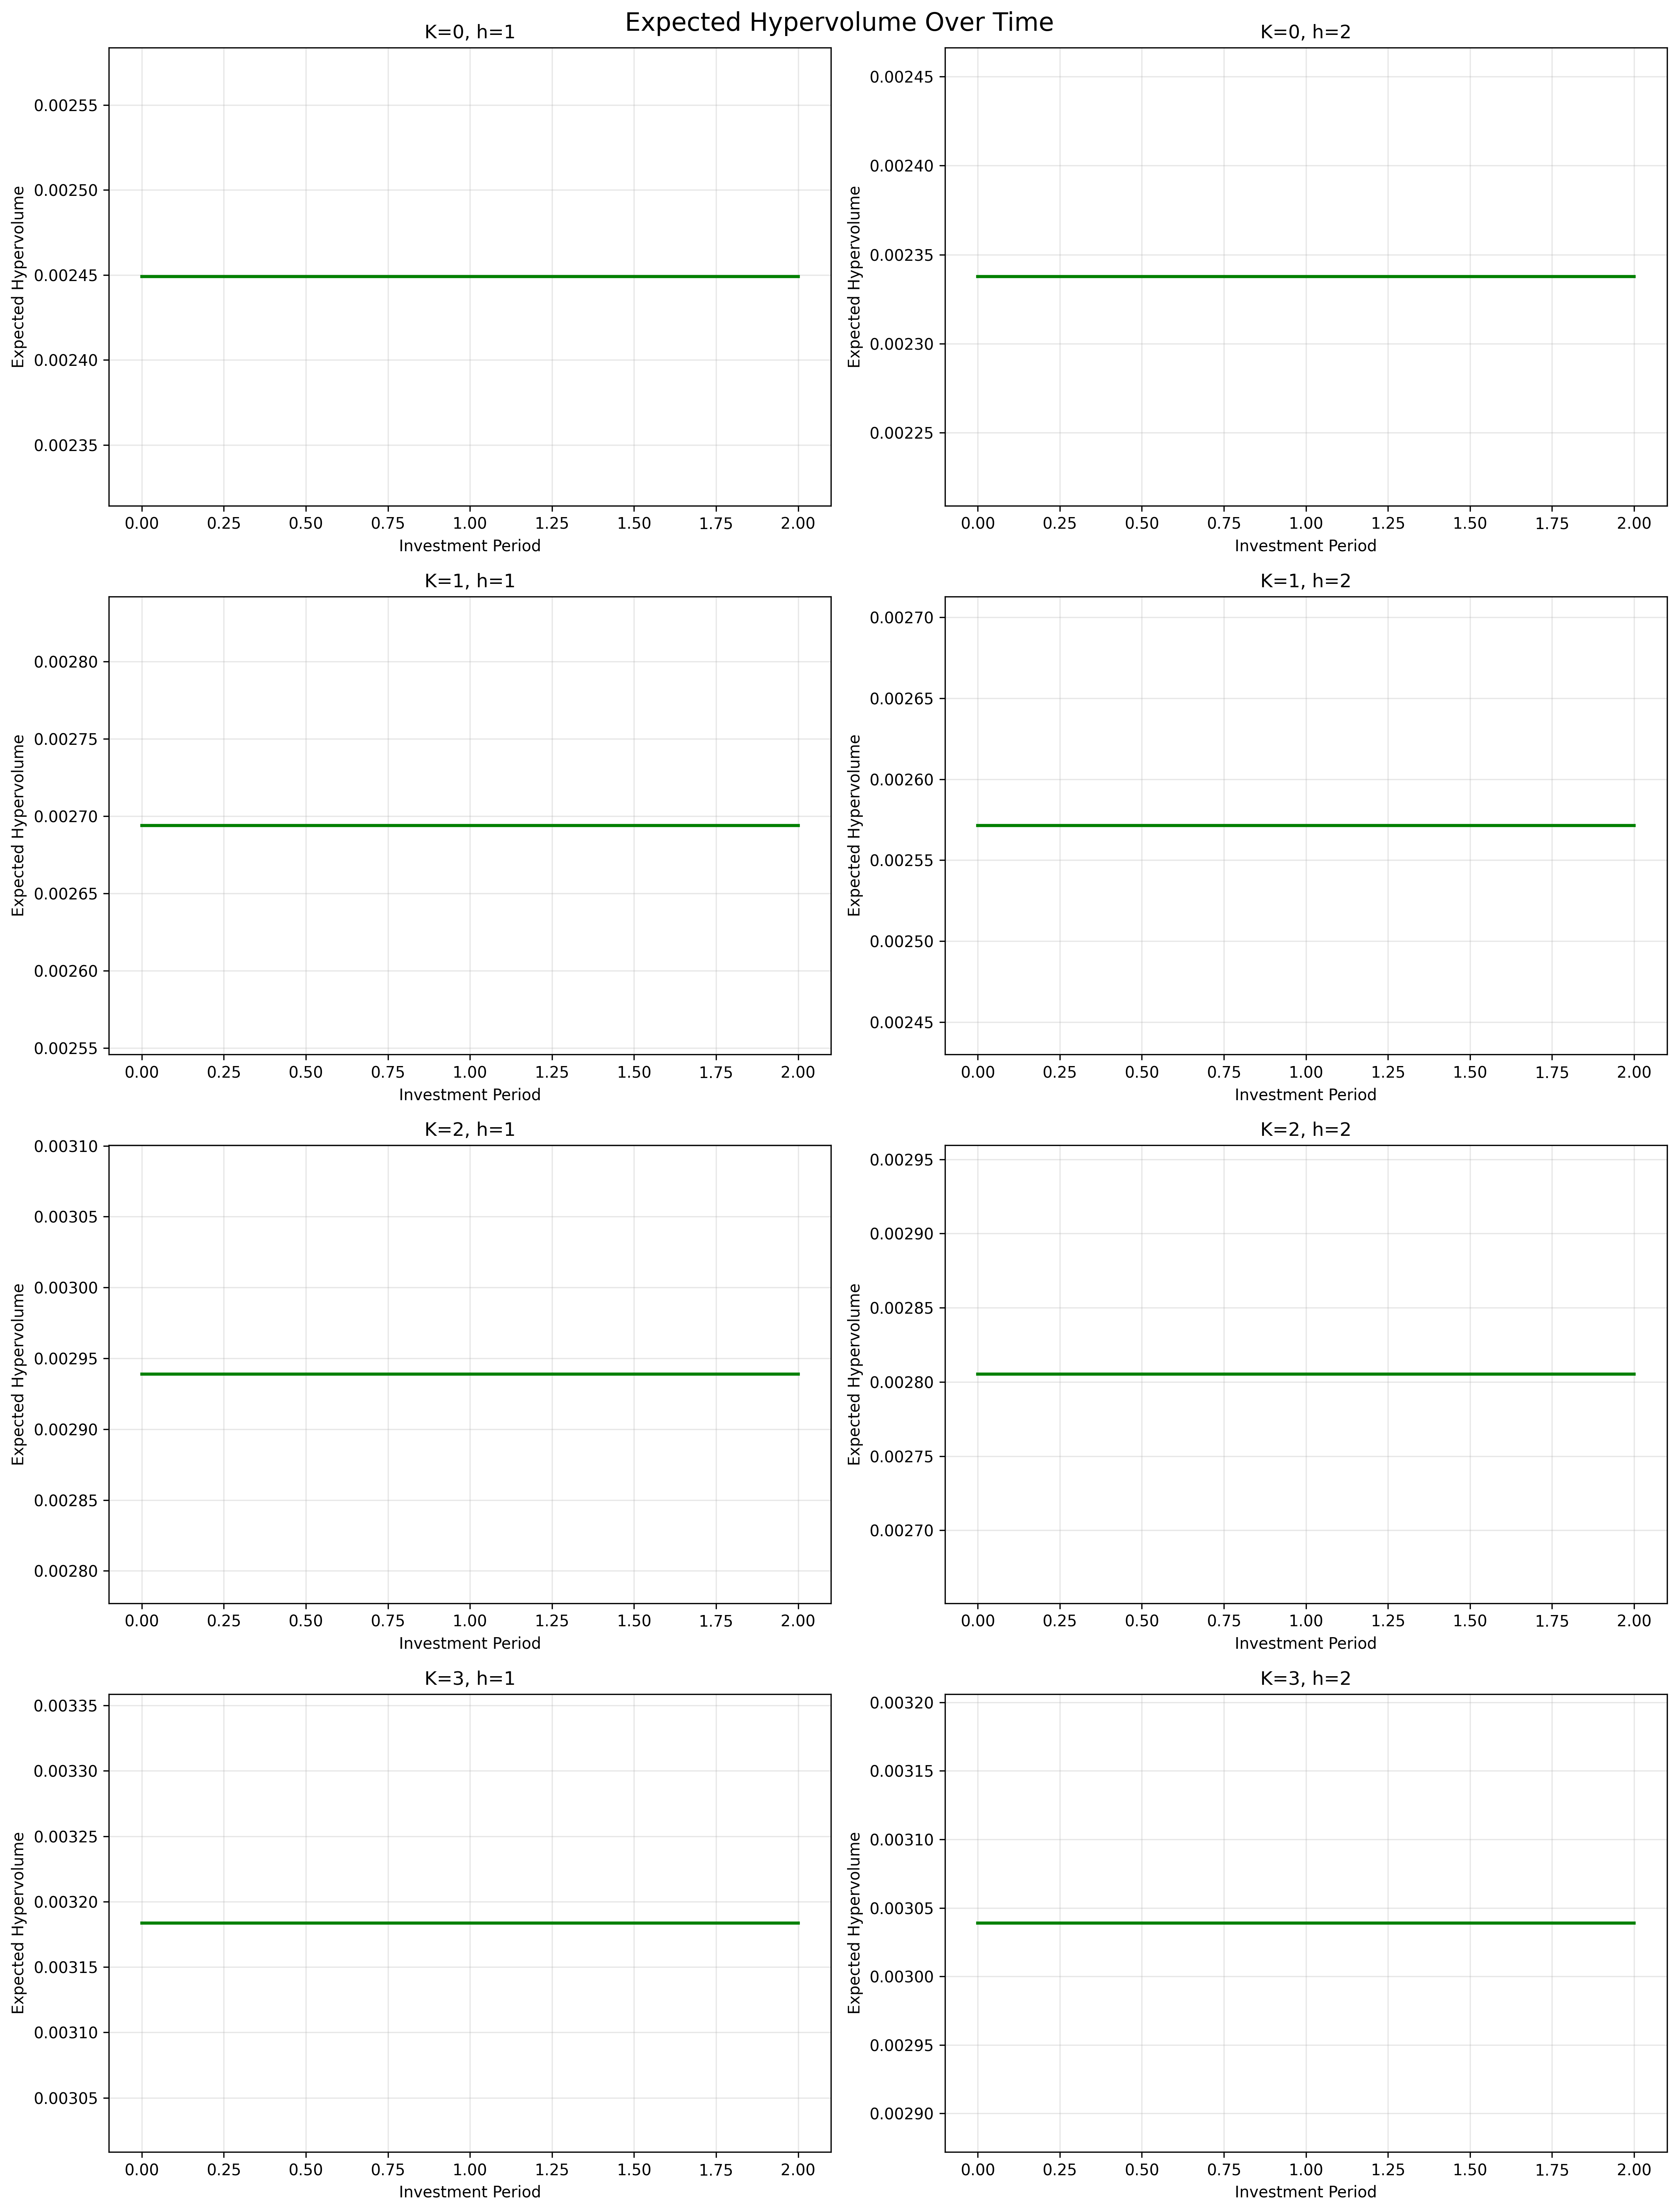 Expected Hypervolume Over Time
K=0, h=1
Expected Hypervolume
0.00255
0.00250
0.00245
0.00240
0.00235
0.00 0.25 0.50 0.75 1.00 1.25 1.50 1.75 2.00
Investment Period
K=0, h=2
Expected Hypervolume
0.00245
0.00240
0.00235
0.00230
0.00225
0.00 0.25 0.50 0.75 1.00 1.25 1.50 1.75 2.00
Investment Period
K=1, h=1
Expected Hypervolume
0.00280
0.00275
0.00270
0.00265
0.00260
0.00255
0.00 0.25 0.50 0.75 1.00 1.25 1.50 1.75 2.00
Investment Period
K=1, h=2
Expected Hypervolume
0.00270
0.00265
0.00260
0.00255
0.00250
0.00245
0.00 0.25 0.50 0.75 1.00 1.25 1.50 1.75 2.00
Investment Period
K=2, h=1
Expected Hypervolume
0.00310
0.00305
0.00300
0.00295
0.00290
0.00285
0.00280
0.00 0.25 0.50 0.75 1.00 1.25 1.50 1.75 2.00
Investment Period
K=2, h=2
Expected Hypervolume
0.00295
0.00290
0.00285
0.00280
0.00275
0.00270
0.00 0.25 0.50 0.75 1.00 1.25 1.50 1.75 2.00
Investment Period
K=3, h=1
Expected Hypervolume
0.00335
0.00330
0.00325
0.00320
0.00315
0.00310
0.00305
0.00 0.25 0.50 0.75 1.00 1.25 1.50 1.75 2.00
Investment Period
K=3, h=2
Expected Hypervolume
0.00320
0.00315
0.00310
0.00305
0.00300
0.00295
0.00290
0.00 0.25 0.50 0.75 1.00 1.25 1.50 1.75 2.00
Investment Period